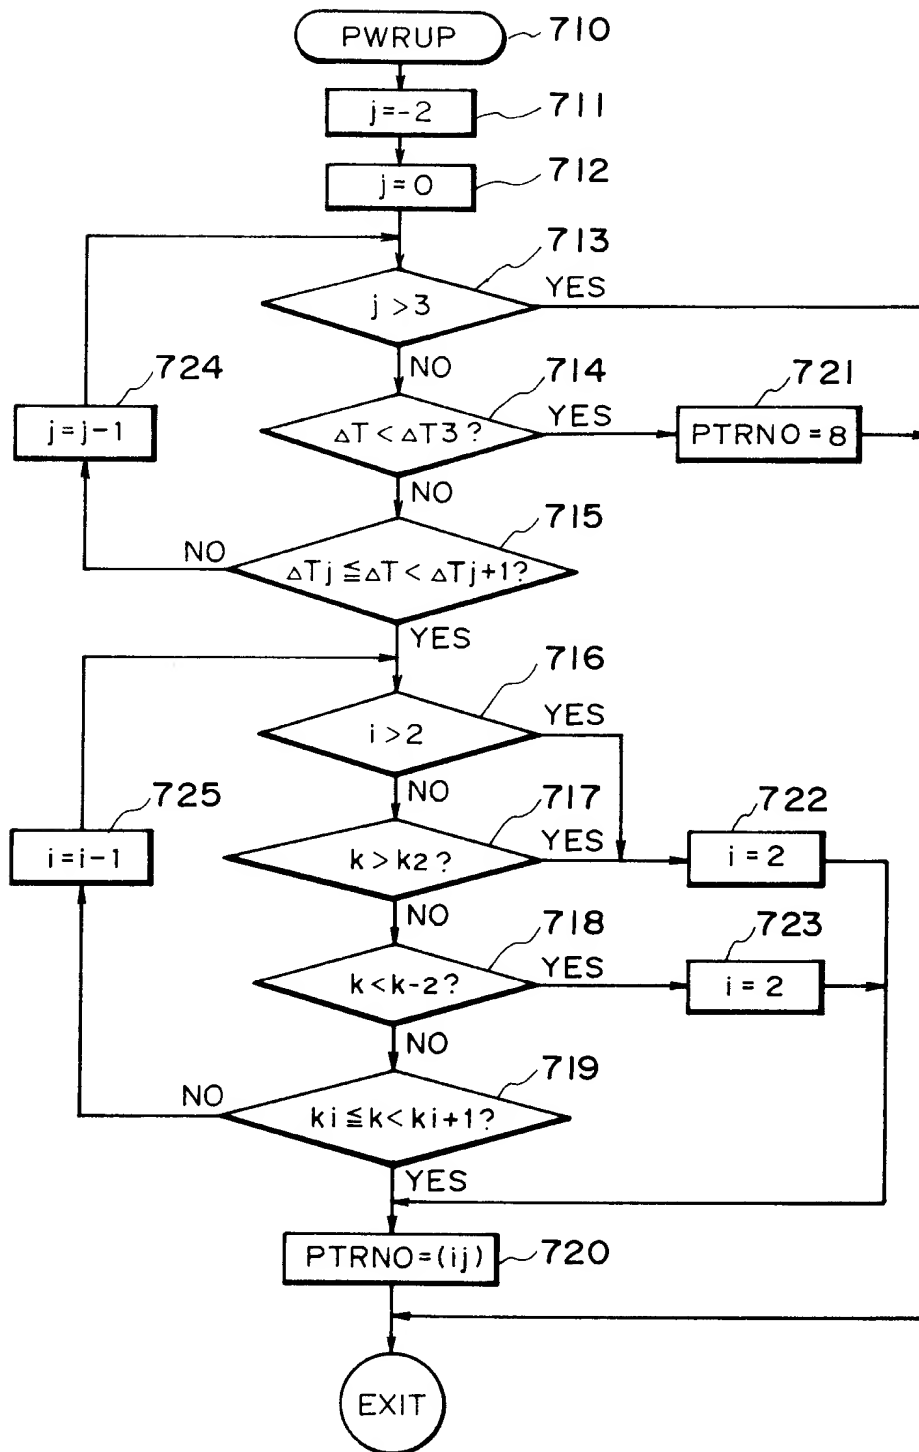 PWRUP 710
j=-2 711
j=0 712
713
j>3 YES
NO
724
j=j-1
714
ΔT<ΔT3? YES
721
PTRNO=8
NO
715
NO ΔTj≦ΔT<ΔTj+1?
YES
716
i>2 YES
NO
725
i=i-1
717
k>k2? YES
722
i=2
NO
718
k<k-2? YES
723
i=2
NO
719
NO ki≦k<ki+1?
YES
PTRNO=(ij) 720
EXIT